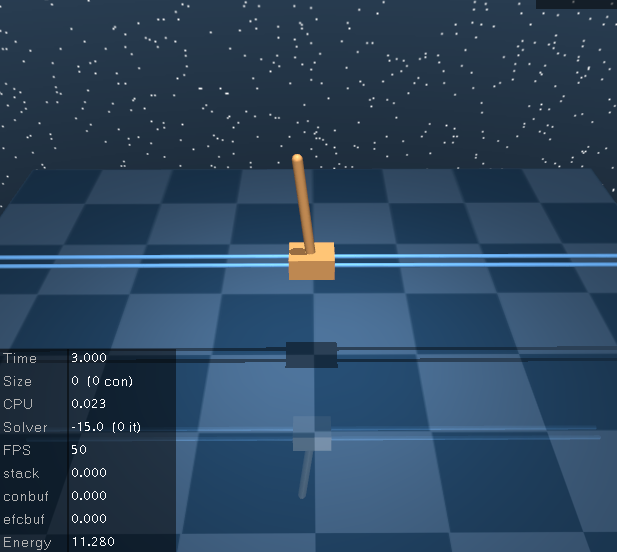 Time 3.000
Size 0 (0 con)
CPU 0.023
Solver -15.0 (0 it)
FPS 50
stack 0.000
conbuf 0.000
efcbuf 0.000
Energy 11.280